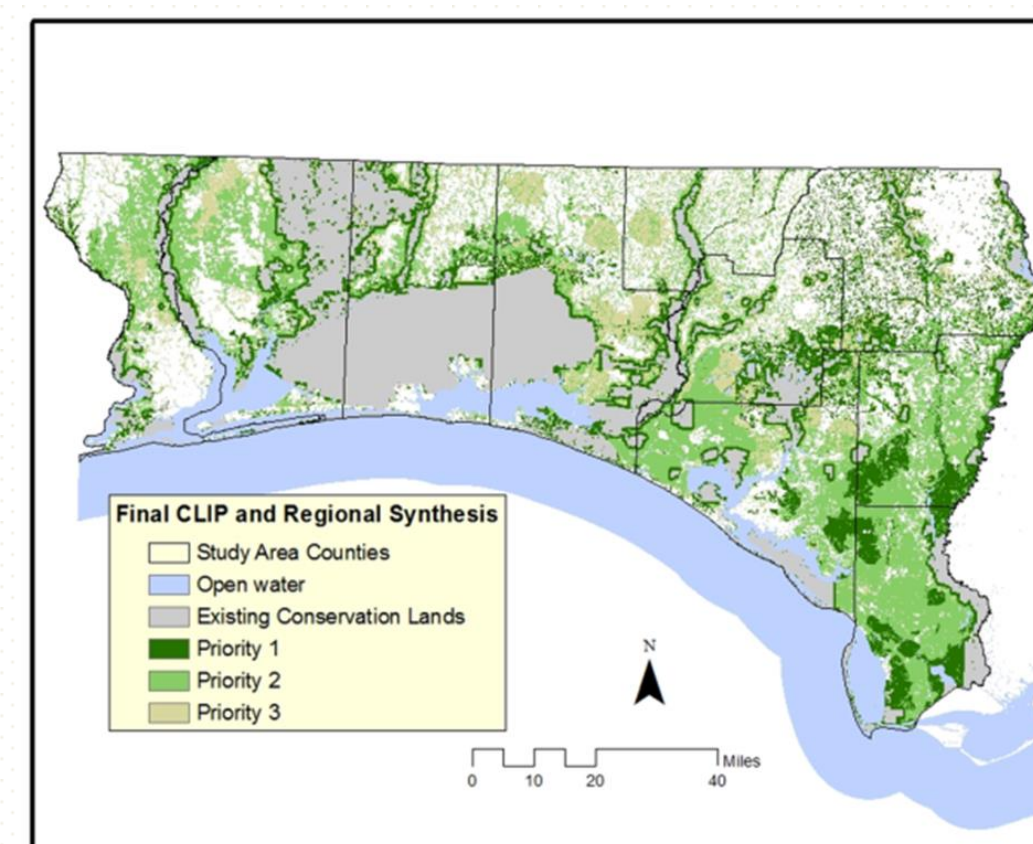 Final CLIP and Regional Synthesis
Study Area Counties
Open water
Existing Conservation Lands
Priority 1
Priority 2
Priority 3
N
Miles
0 10 20 40